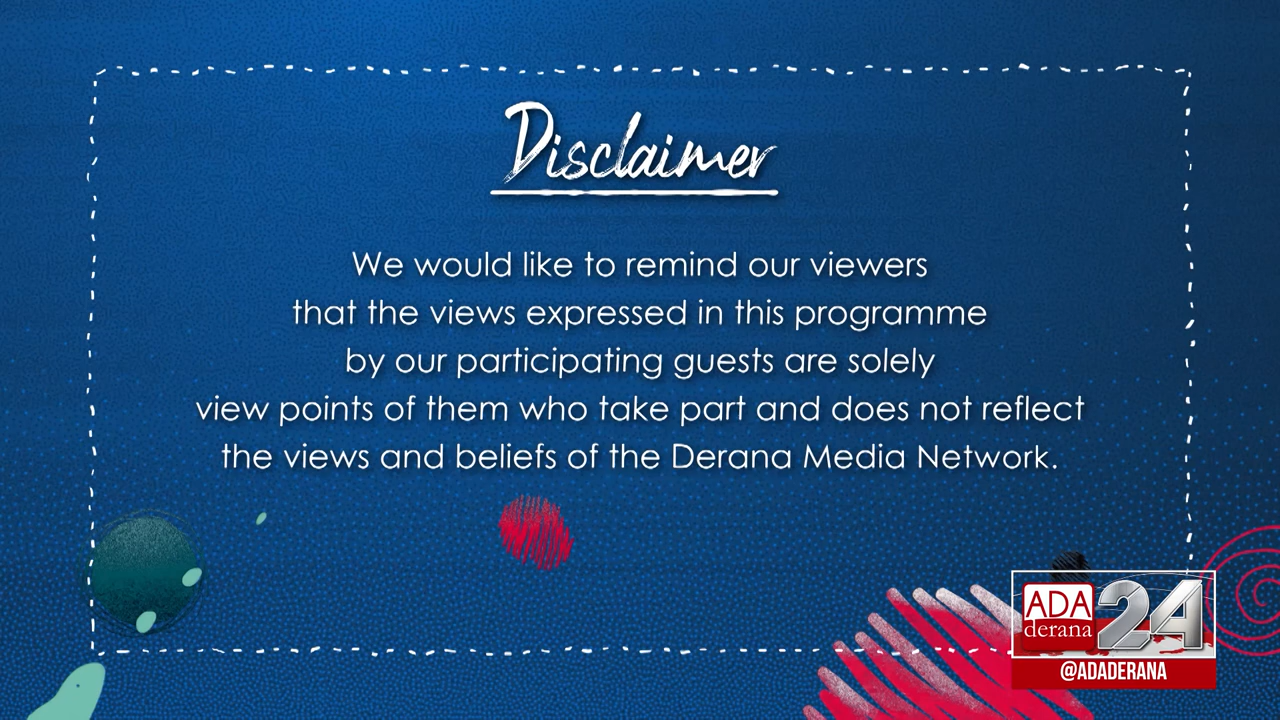 Disclaimer
We would like to remind our viewers
that the views expressed in this programme
by our participating guests are solely
view points of them who take part and does not reflect
the views and beliefs of the Derana Media Network.
ADA
derana
24
@ADADERANA